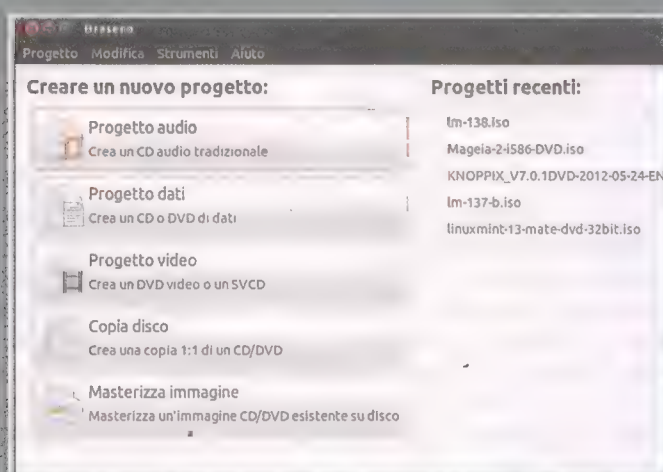 Brasero
Progetto Modifica Strumenti Aiuto
Creare un nuovo progetto:
Progetto audio
Crea un CD audio tradizionale
Progetto dati
Crea un CD o DVD di dati
Progetto video
Crea un DVD video o un SVCD
Copia disco
Crea una copia 1:1 di un CD/DVD
Masterizza immagine
Masterizza un'immagine CD/DVD esistente su disco
Progetti recenti:
lm-138.iso
Mageia-2-i586-DVD.iso
KNOPPIX_V7.0.1DVD-2012-05-24-EN
lm-137-b.iso
linuxmint-13-mate-dvd-32bit.iso